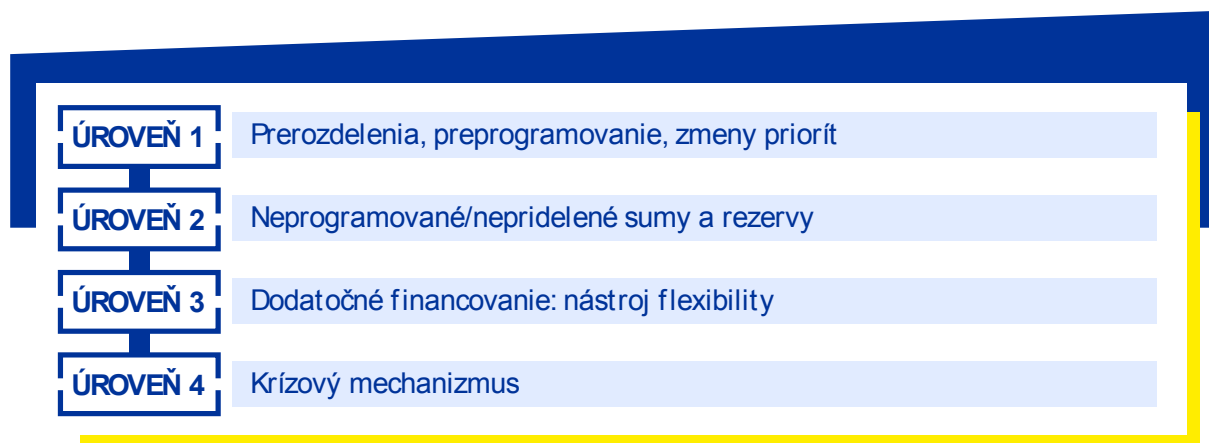 ÚROVEŇ 1 Prerozdelenia, preprogramovanie, zmeny priorít
ÚROVEŇ 2 Neprogramované/nepridelené sumy a rezervy
ÚROVEŇ 3 Dodatočné financovanie: nástroj flexibility
ÚROVEŇ 4 Krízový mechanizmus